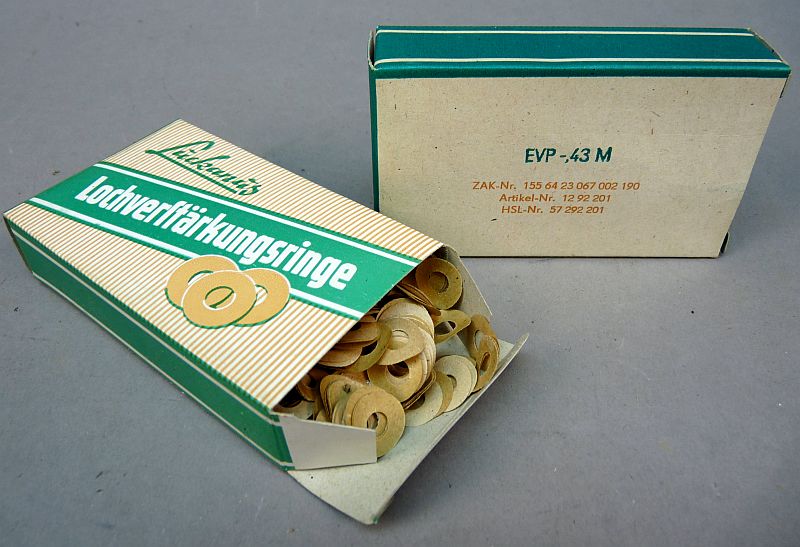 Luckanus
Lochverstärkungsringe
EVP -,43 M
ZAK-Nr. 155 64 23 067 002 190
Artikel-Nr. 12 92 201
HSL-Nr. 57 292 201